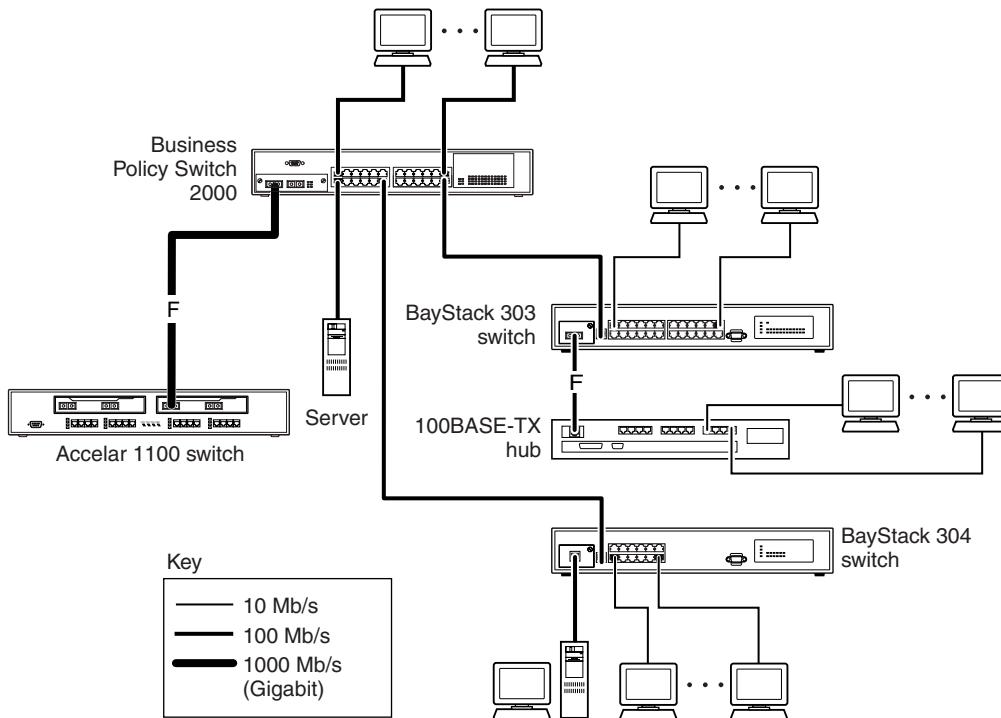 Business
Policy Switch
2000
F
BayStack 303
switch
F
Server
100BASE-TX
hub
Accelar 1100 switch
BayStack 304
switch
Key
10 Mb/s
100 Mb/s
1000 Mb/s
(Gigabit)